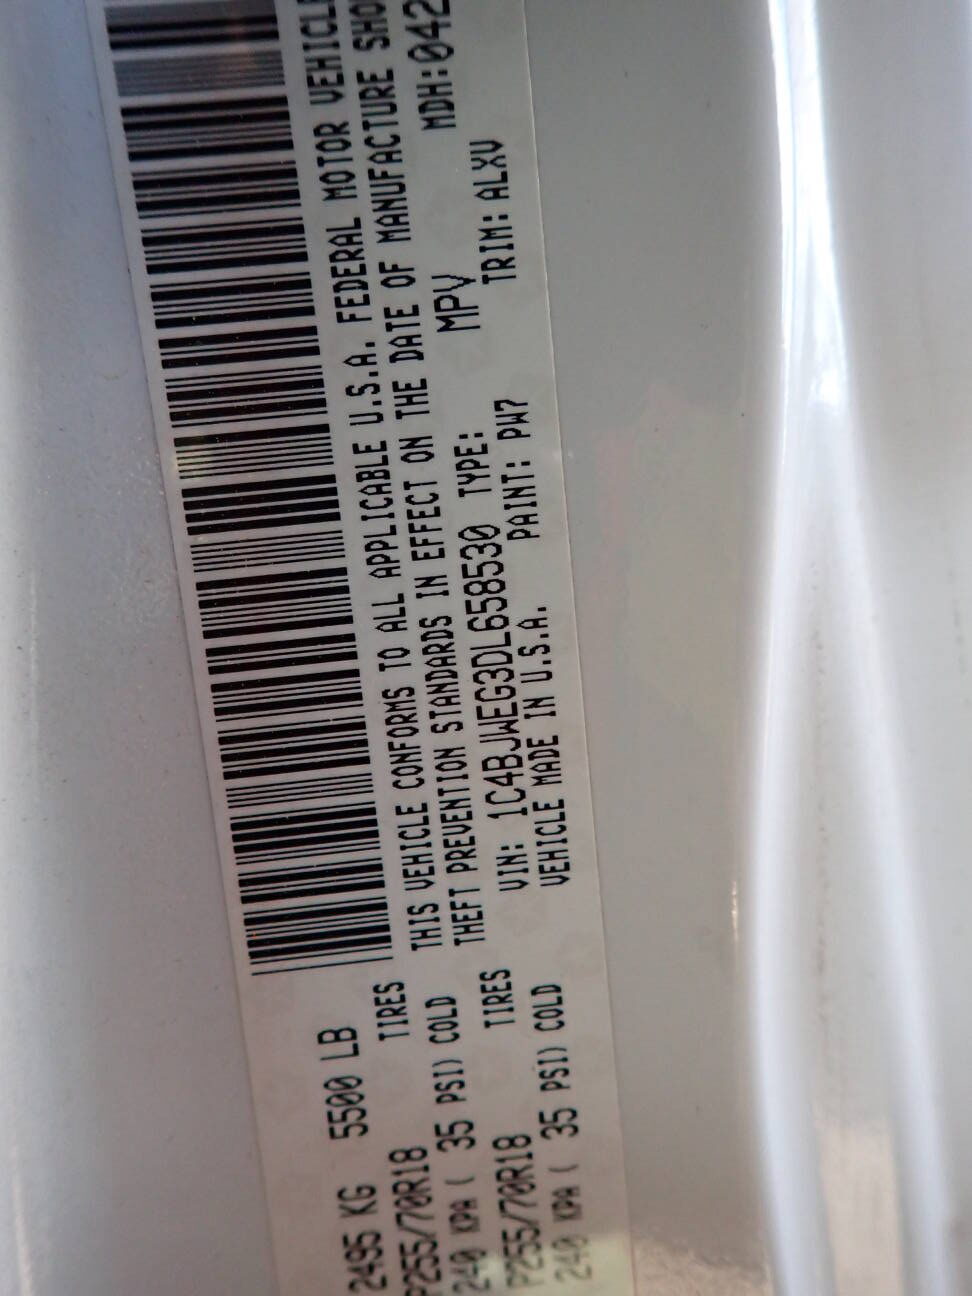 2495 KG 5500 LB
P255/70R18 TIRES
240 KPA ( 35 PSI) COLD
P255/70R18 TIRES
240 KPA ( 35 PSI) COLD
THIS VEHICLE CONFORMS TO ALL APPLICABLE U.S.A. FEDERAL MOTOR VEHICLE
THEFT PREVENTION STANDARDS IN EFFECT ON THE DATE OF MANUFACTURE SHO
MDH:042
VIN: 1C4BJWEG3DL658530 TYPE: MPV
VEHICLE MADE IN U.S.A. PAINT: PW7 TRIM: ALXV